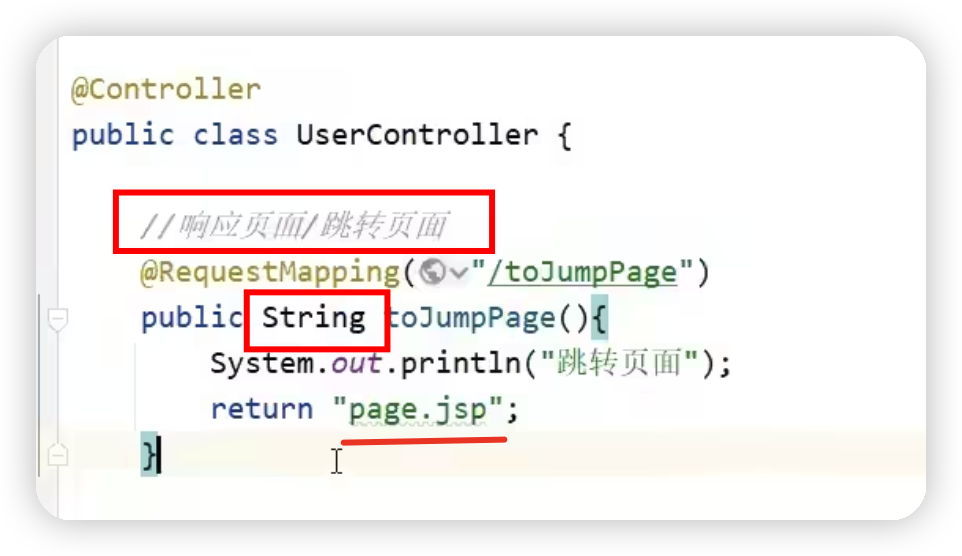 @Controller
public class UserController {
//响应页面/跳转页面
@RequestMapping("/toJumpPage")
public String toJumpPage(){
System.out.println("跳转页面");
return "page.jsp";
}